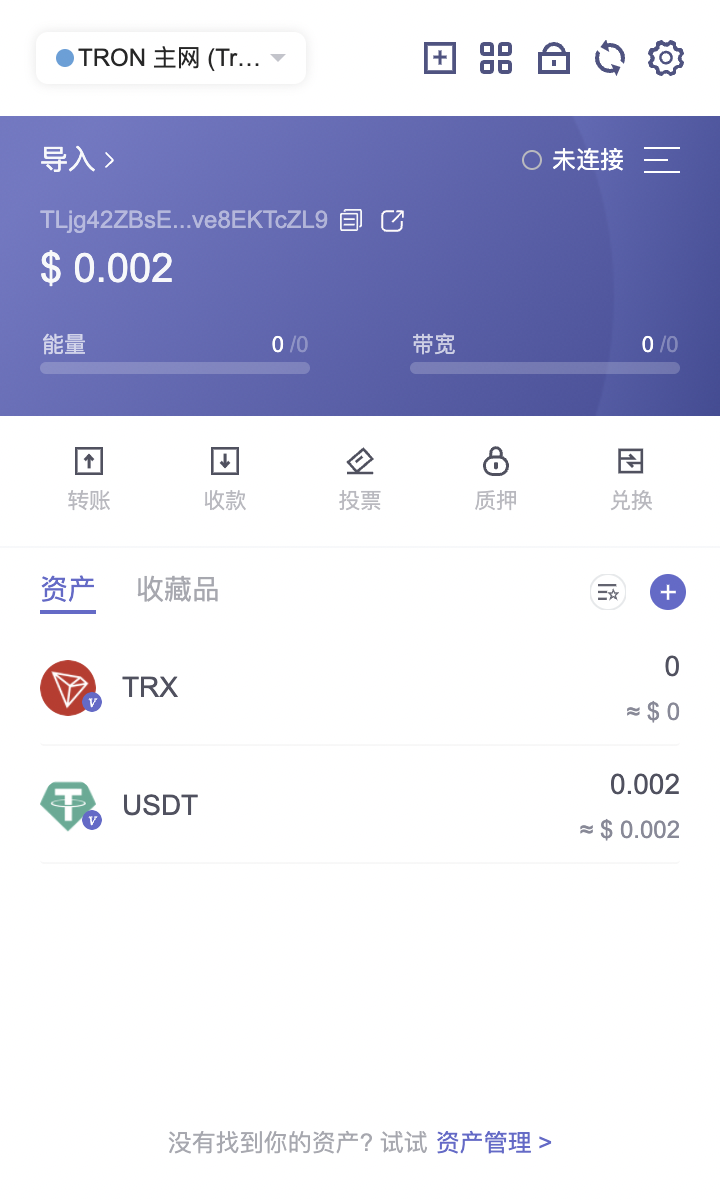 TRON 主网 (Tr...
导入 >
未连接
TLjg42ZBsE...ve8EKTcZL9
$ 0.002
能量 0 /0
带宽 0 /0
转账 收款 投票 质押 兑换
资产 收藏品
TRX 0
≈ $ 0
USDT 0.002
≈ $ 0.002
没有找到你的资产? 试试 资产管理 >